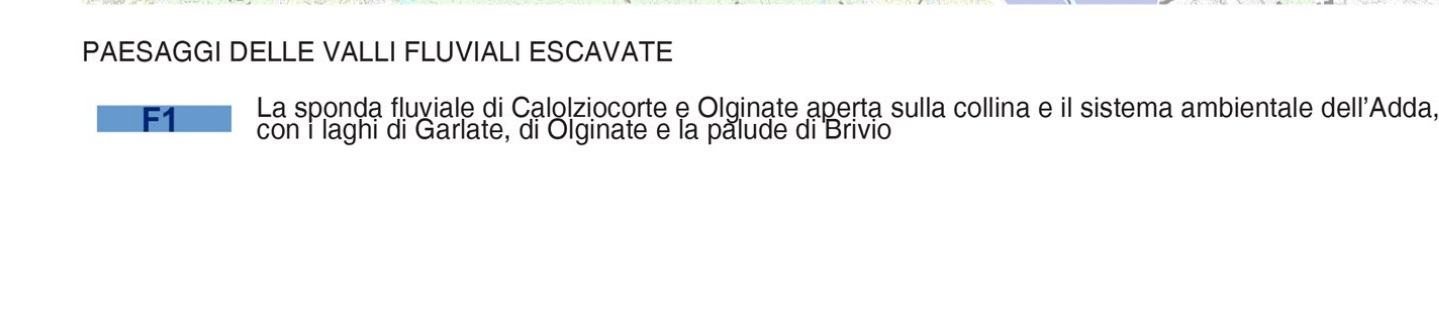 PAESAGGI DELLE VALLI FLUVIALI ESCAVATE
F1
La sponda fluviale di Calolziocorte e Olginate aperta sulla collina e il sistema ambientale dell'Adda,
con i laghi di Garlate, di Olginate e la palude di Brivio